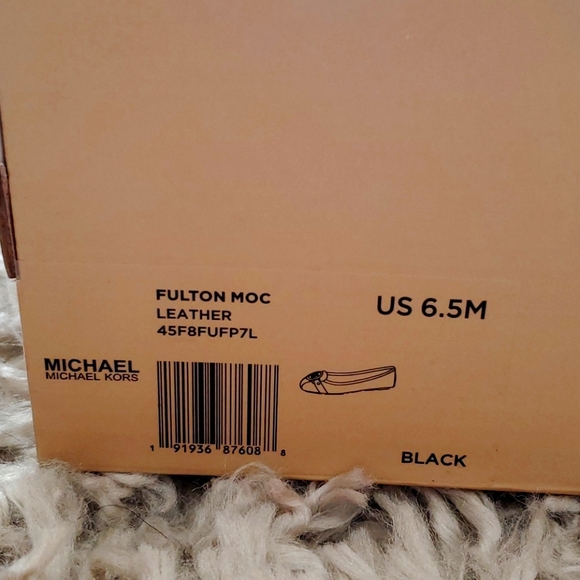 FULTON MOC
LEATHER
45F8FUFP7L
US 6.5M
MICHAEL
MICHAEL KORS
1 91936 87608 8
BLACK